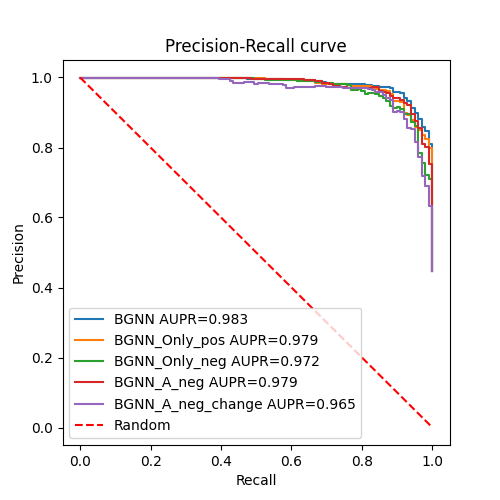 Precision-Recall curve
Precision
1.0
0.8
0.6
0.4
0.2
0.0
BGNN AUPR=0.983
BGNN_Only_pos AUPR=0.979
BGNN_Only_neg AUPR=0.972
BGNN_A_neg AUPR=0.979
BGNN_A_neg_change AUPR=0.965
Random
0.0 0.2 0.4 0.6 0.8 1.0
Recall